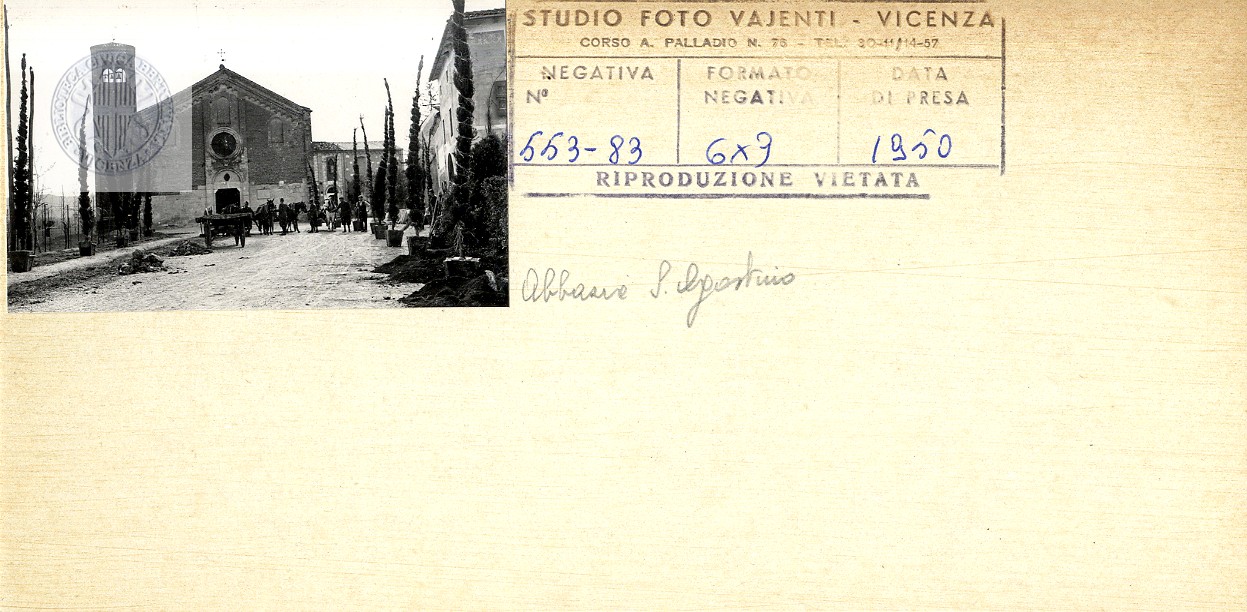 STUDIO FOTO VAJENTI - VICENZA
CORSO A. PALLADIO N. 76 - TEL. 30-11/14-57
NEGATIVA Nº
FORMATO NEGATIVA
DATA DI PRESA
553-83
6x9
1950
RIPRODUZIONE VIETATA
Abbazia S. Agostino